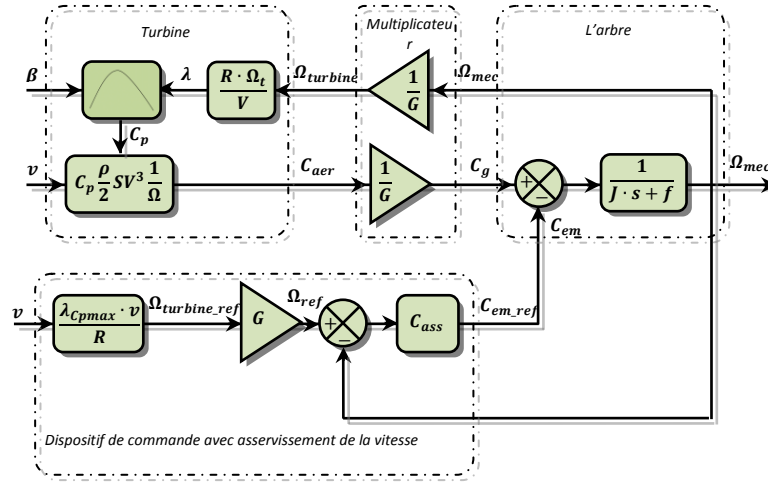 Turbine
Multiplicateu
r
L'arbre
β
λ
R · Ω_t / V
Ω_turbine
1 / G
Ω_mec
C_p
v
C_p ρ/2 SV³ 1/Ω
C_aer
1 / G
C_g
+
−
1 / J · s + f
Ω_mec
C_em
v
λ_Cpmax · v / R
Ω_turbine_ref
G
Ω_ref
+
−
C_ass
C_em_ref
Dispositif de commande avec asservissement de la vitesse